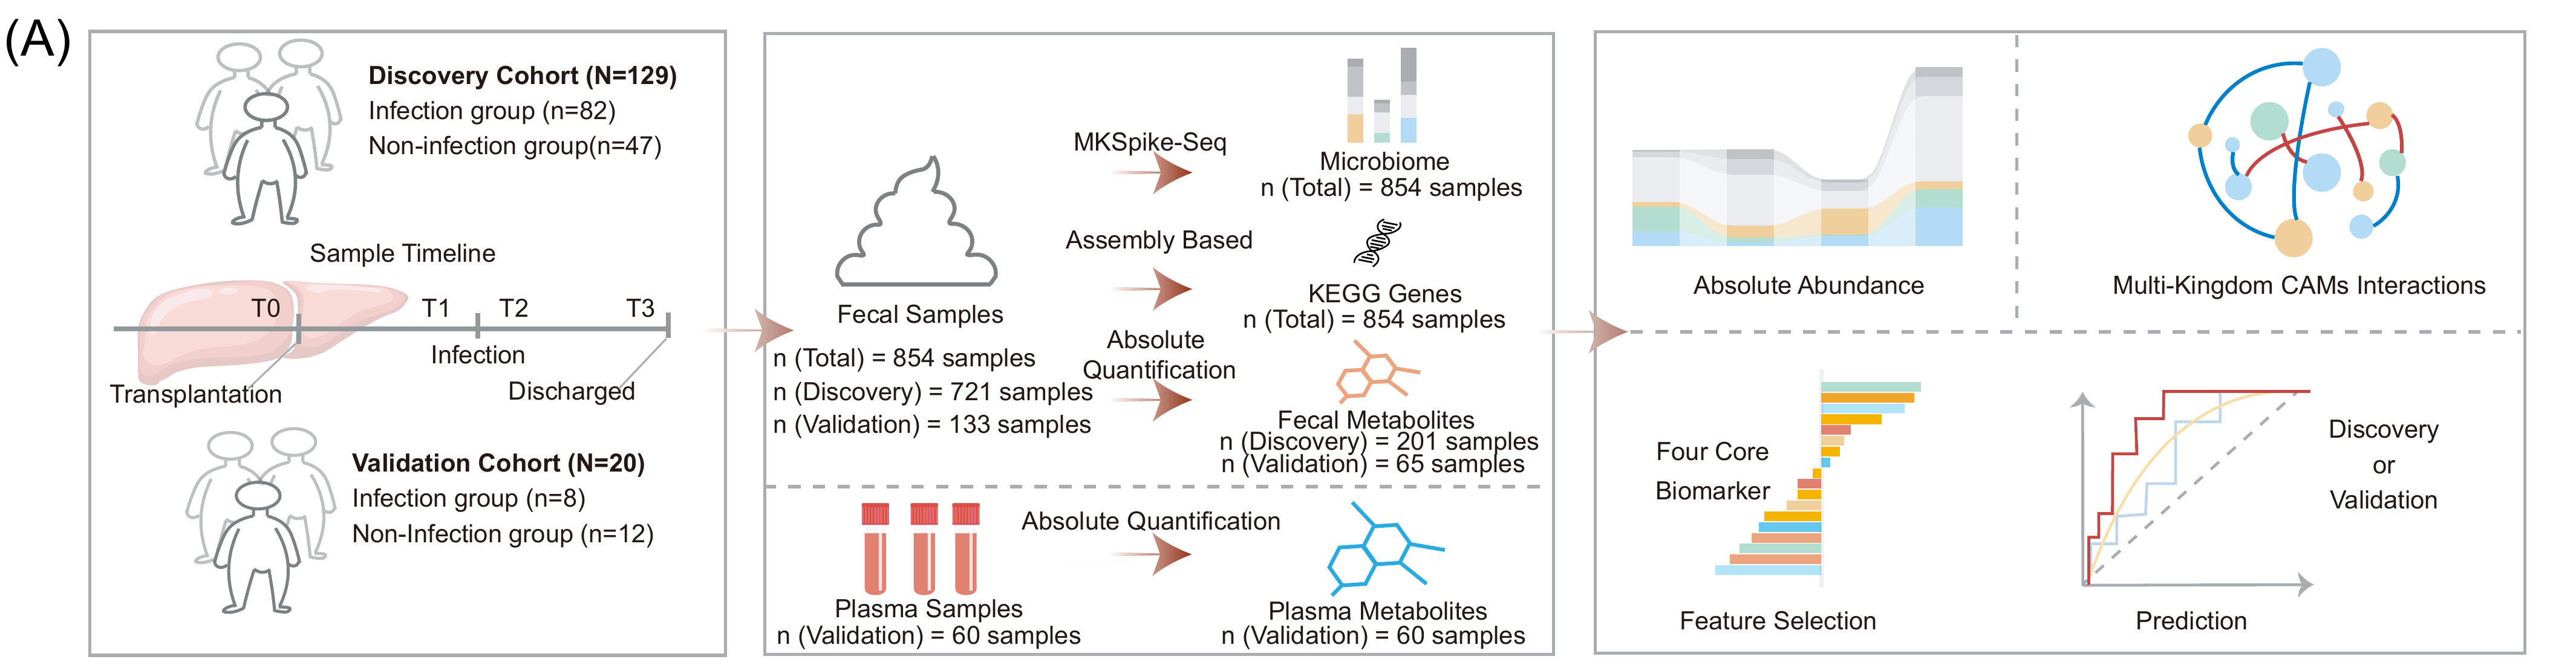 (A)
Discovery Cohort (N=129)
Infection group (n=82)
Non-infection group(n=47)
Sample Timeline
T0
T1
T2
T3
Infection
Transplantation
Discharged
Validation Cohort (N=20)
Infection group (n=8)
Non-Infection group (n=12)
Fecal Samples
n (Total) = 854 samples
n (Discovery) = 721 samples
n (Validation) = 133 samples
MKSpike-Seq
Microbiome
n (Total) = 854 samples
Assembly Based
KEGG Genes
n (Total) = 854 samples
Absolute
Quantification
Fecal Metabolites
n (Discovery) = 201 samples
n (Validation) = 65 samples
Plasma Samples
n (Validation) = 60 samples
Absolute Quantification
Plasma Metabolites
n (Validation) = 60 samples
Absolute Abundance
Multi-Kingdom CAMs Interactions
Four Core
Biomarker
Feature Selection
Discovery
or
Validation
Prediction